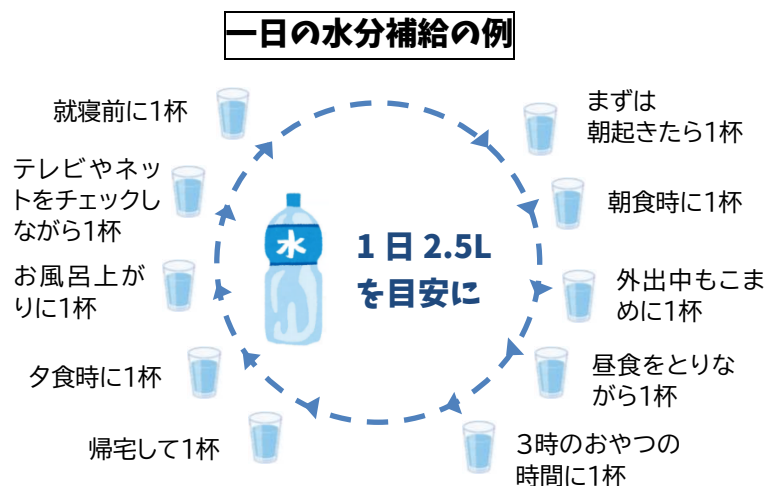 一日の水分補給の例
まずは
朝起きたら1杯
朝食時に1杯
外出中もこま
めに1杯
昼食をとりな
がら1杯
3時のおやつの
時間に1杯
帰宅して1杯
夕食時に1杯
お風呂上が
りに1杯
テレビやネッ
トをチェックし
ながら1杯
就寝前に1杯
水
1日2.5L
を目安に